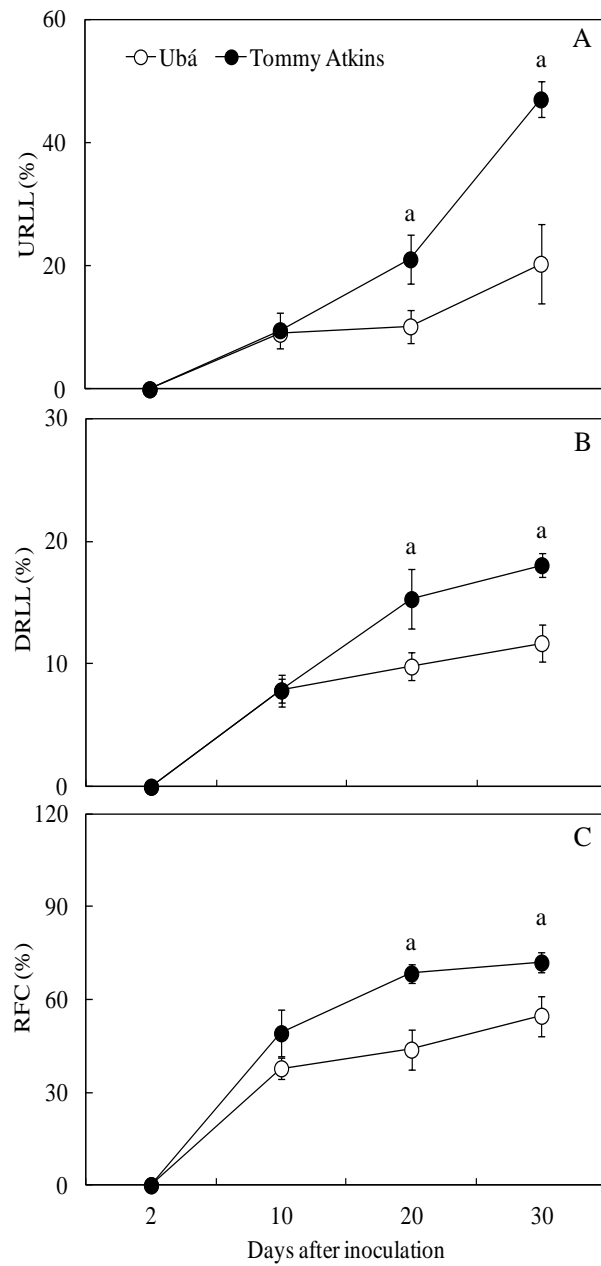 60
A
Ubá
Tommy Atkins
a
40
URLL (%)
a
20
0
30
B
a
20
a
DRLL (%)
10
0
120
C
90
a
a
RFC (%)
60
30
0
2 10 20 30
Days after inoculation